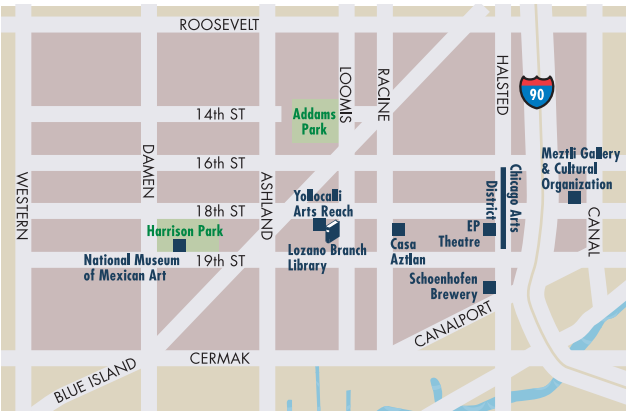 ROOSEVELT
LOOMIS
RACINE
HALSTED
90
14th ST
Addams
Park
DAMEN
16th ST
Meztli Gallery
& Cultural
Organization
WESTERN
ASHLAND
Chicago Arts
District
Yollocalli
Arts Reach
18th ST
CANAL
Harrison Park
EP
Theatre
National Museum
of Mexican Art
19th ST
Lozano Branch
Library
Casa
Aztlan
Schoenhofen
Brewery
CANALPORT
CERMAK
BLUE ISLAND